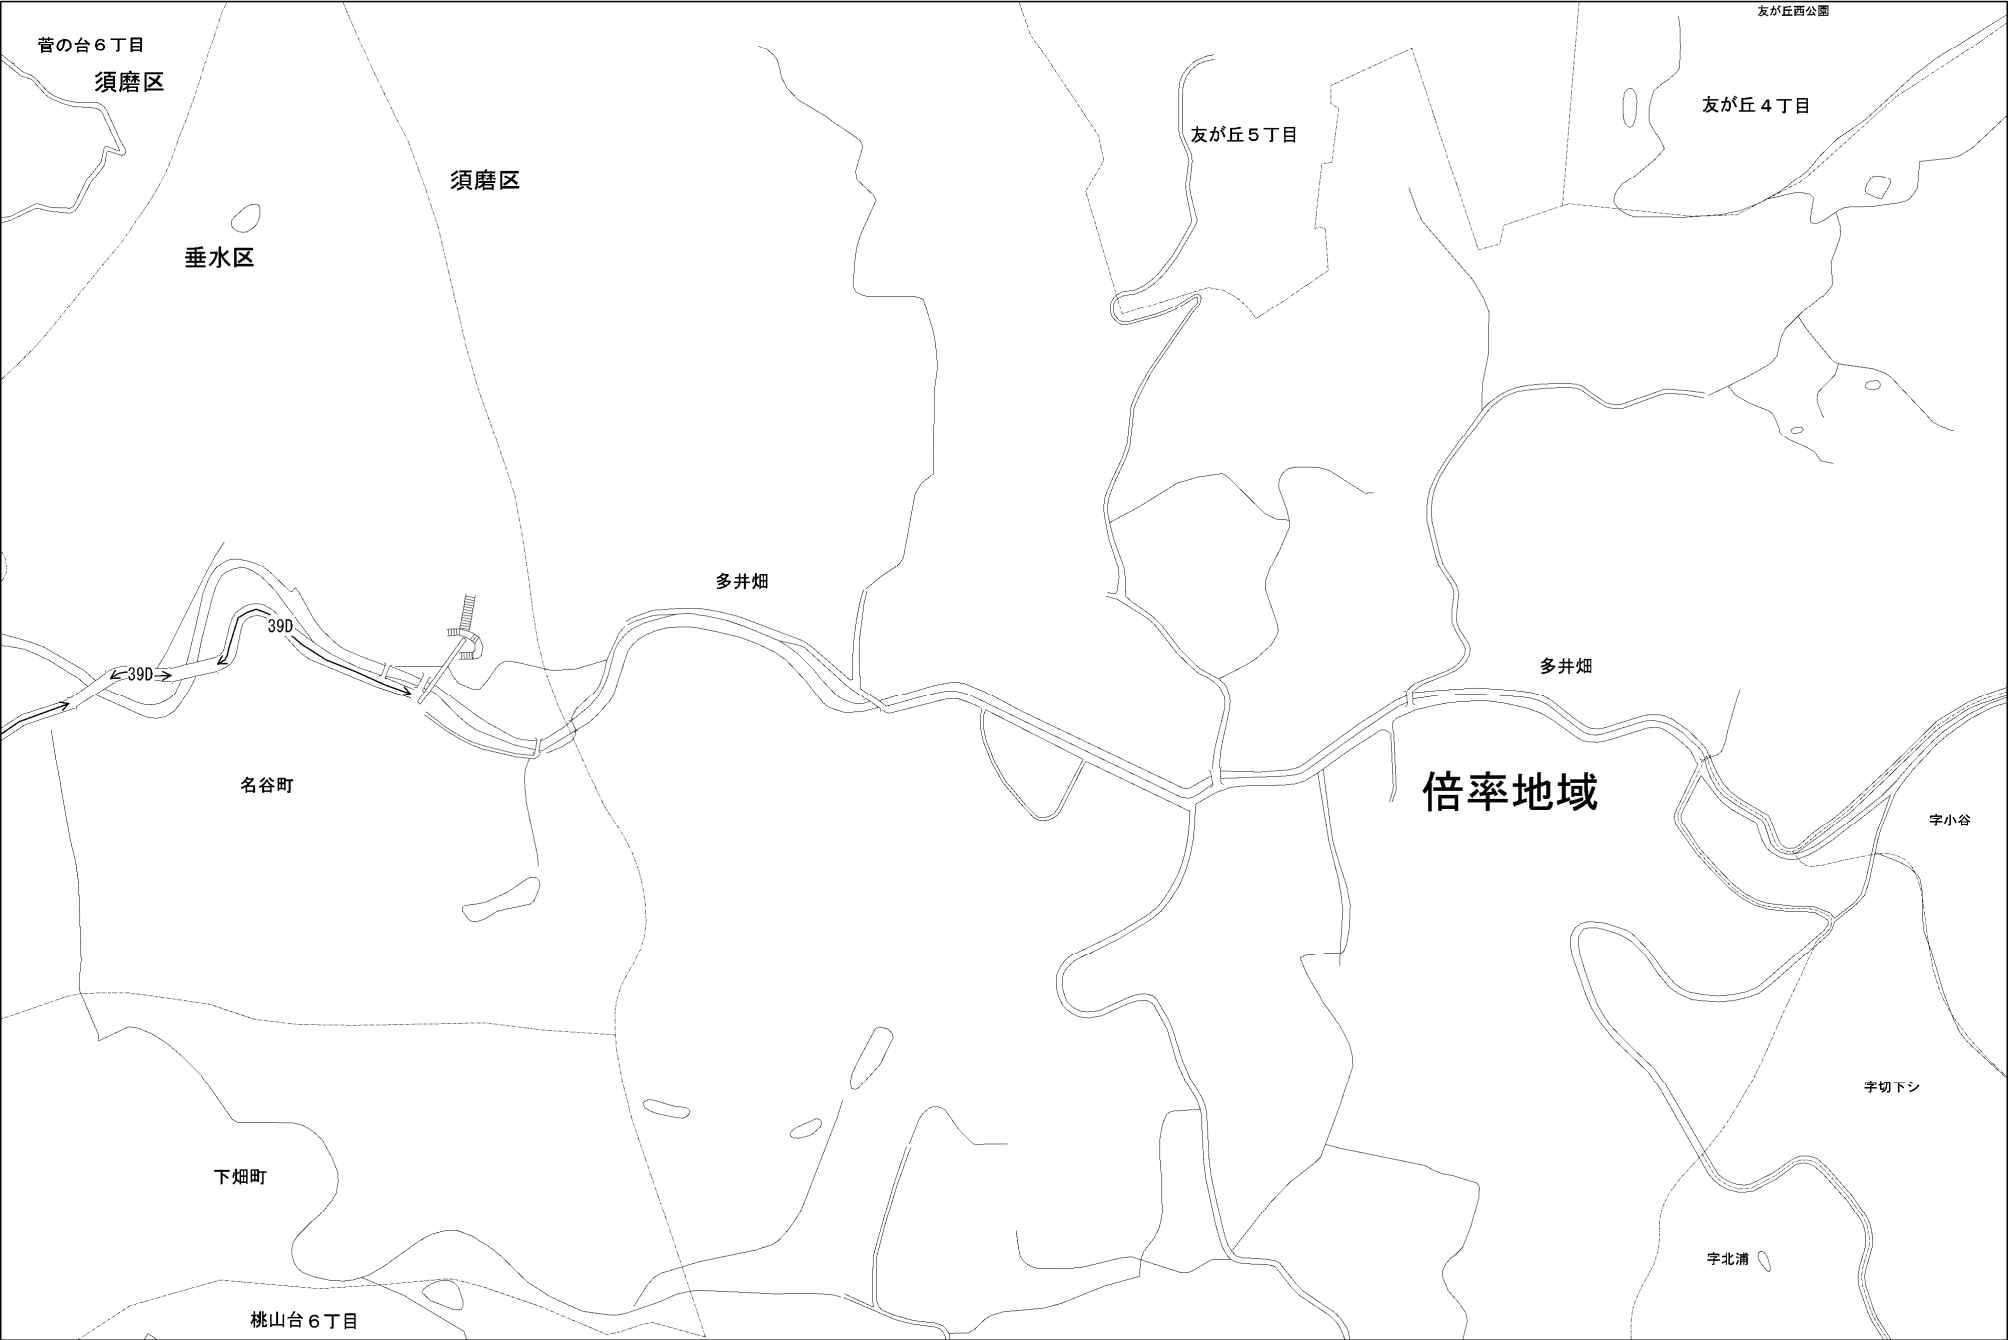 友が丘西公園
菅の台６丁目
須磨区
友が丘４丁目
友が丘５丁目
須磨区
垂水区
多井畑
39D
39D
多井畑
名谷町
倍率地域
字小谷
字切下シ
下畑町
字北浦
桃山台６丁目